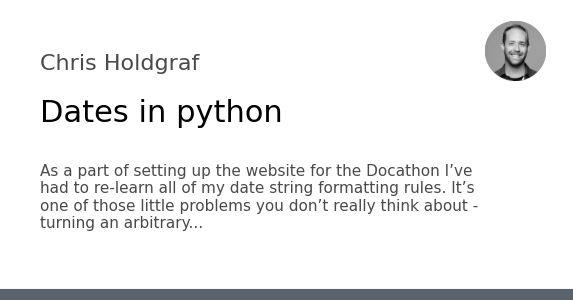 Chris Holdgraf
Dates in python
As a part of setting up the website for the Docathon I’ve
had to re-learn all of my date string formatting rules. It’s
one of those little problems you don’t really think about -
turning an arbitrary...